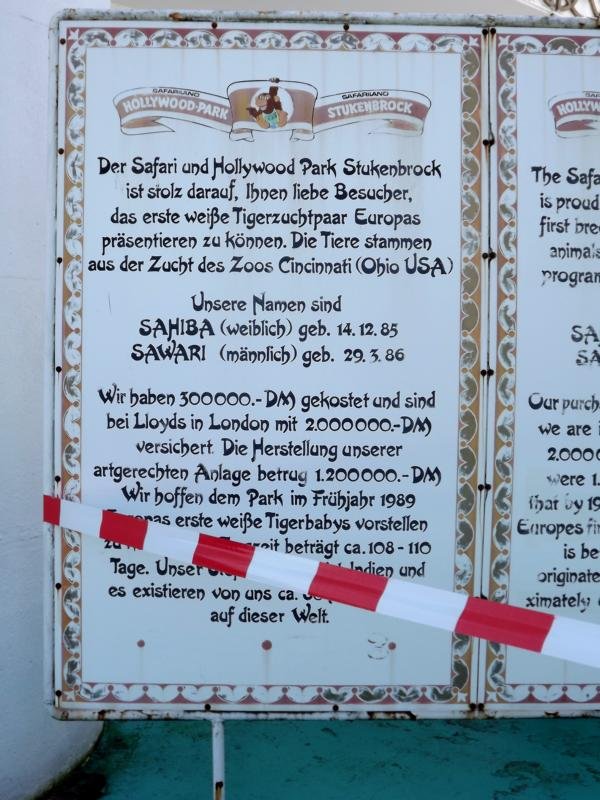 SAFARILAND SAFARILAND
HOLLYWOOD-PARK STUKENBROCK
Der Safari und Hollywood Park Stukenbrock
ist stolz darauf, Ihnen liebe Besucher,
das erste weiße Tigerzuchtpaar Europas
präsentieren zu können. Die Tiere stammen
aus der Zucht des Zoos Cincinnati (Ohio USA)
Unsere Namen sind
SAHIBA (weiblich) geb. 14.12.85
SAWARI (männlich) geb. 29.3.86
Wir haben 300000.-DM gekostet und sind
bei Lloyds in London mit 2.000000.-DM
versichert. Die Herstellung unserer
artgerechten Anlage betrug 1.200000.-DM
Wir hoffen dem Park im Frühjahr 1989
Europas erste weiße Tigerbabys vorstellen
beträgt ca. 108-110
Tage. Unser Indien und
es existieren von uns ca.
auf dieser Welt.
HOLLYW
The Safa
is proud
first bree
animals
program
SA
SA
Our purch
we are i
2.000
were 1.
that by 19
Europes fir
is be
originate
ximately